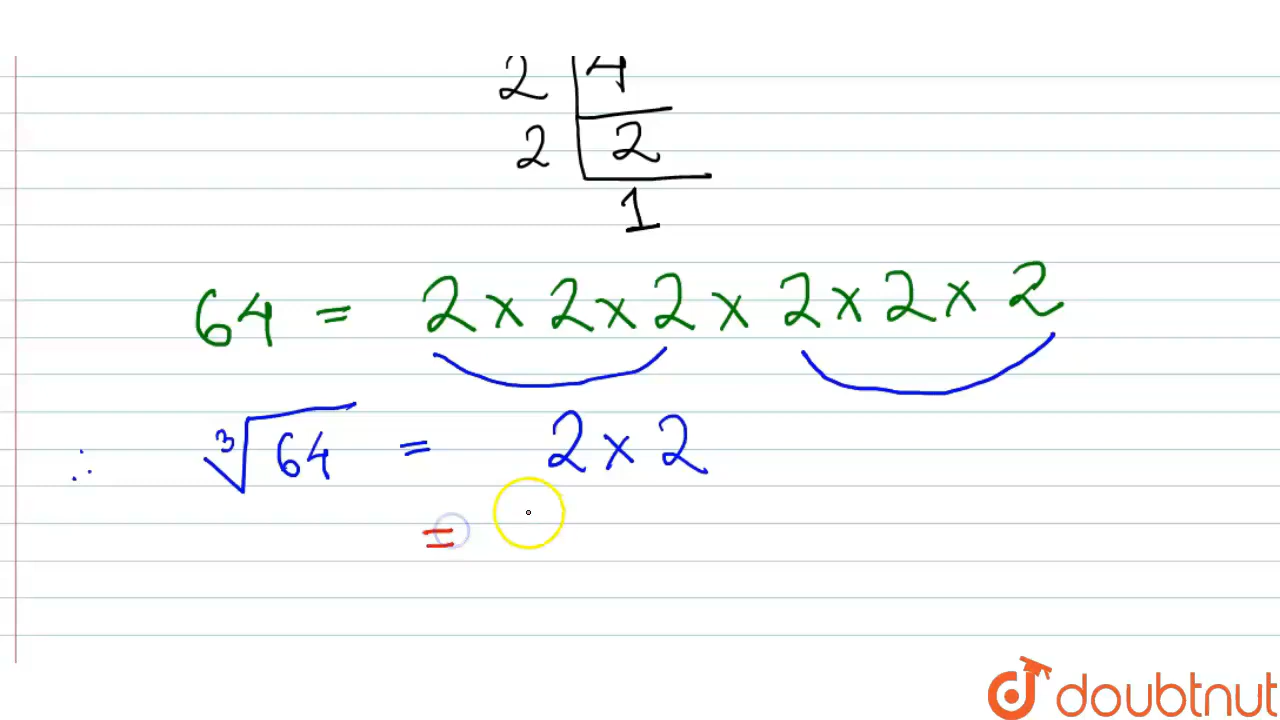 2 4
2 2
1
64 = 2 × 2 × 2 × 2 × 2 × 2
∴ ∛64 = 2 × 2
=
doubtnut